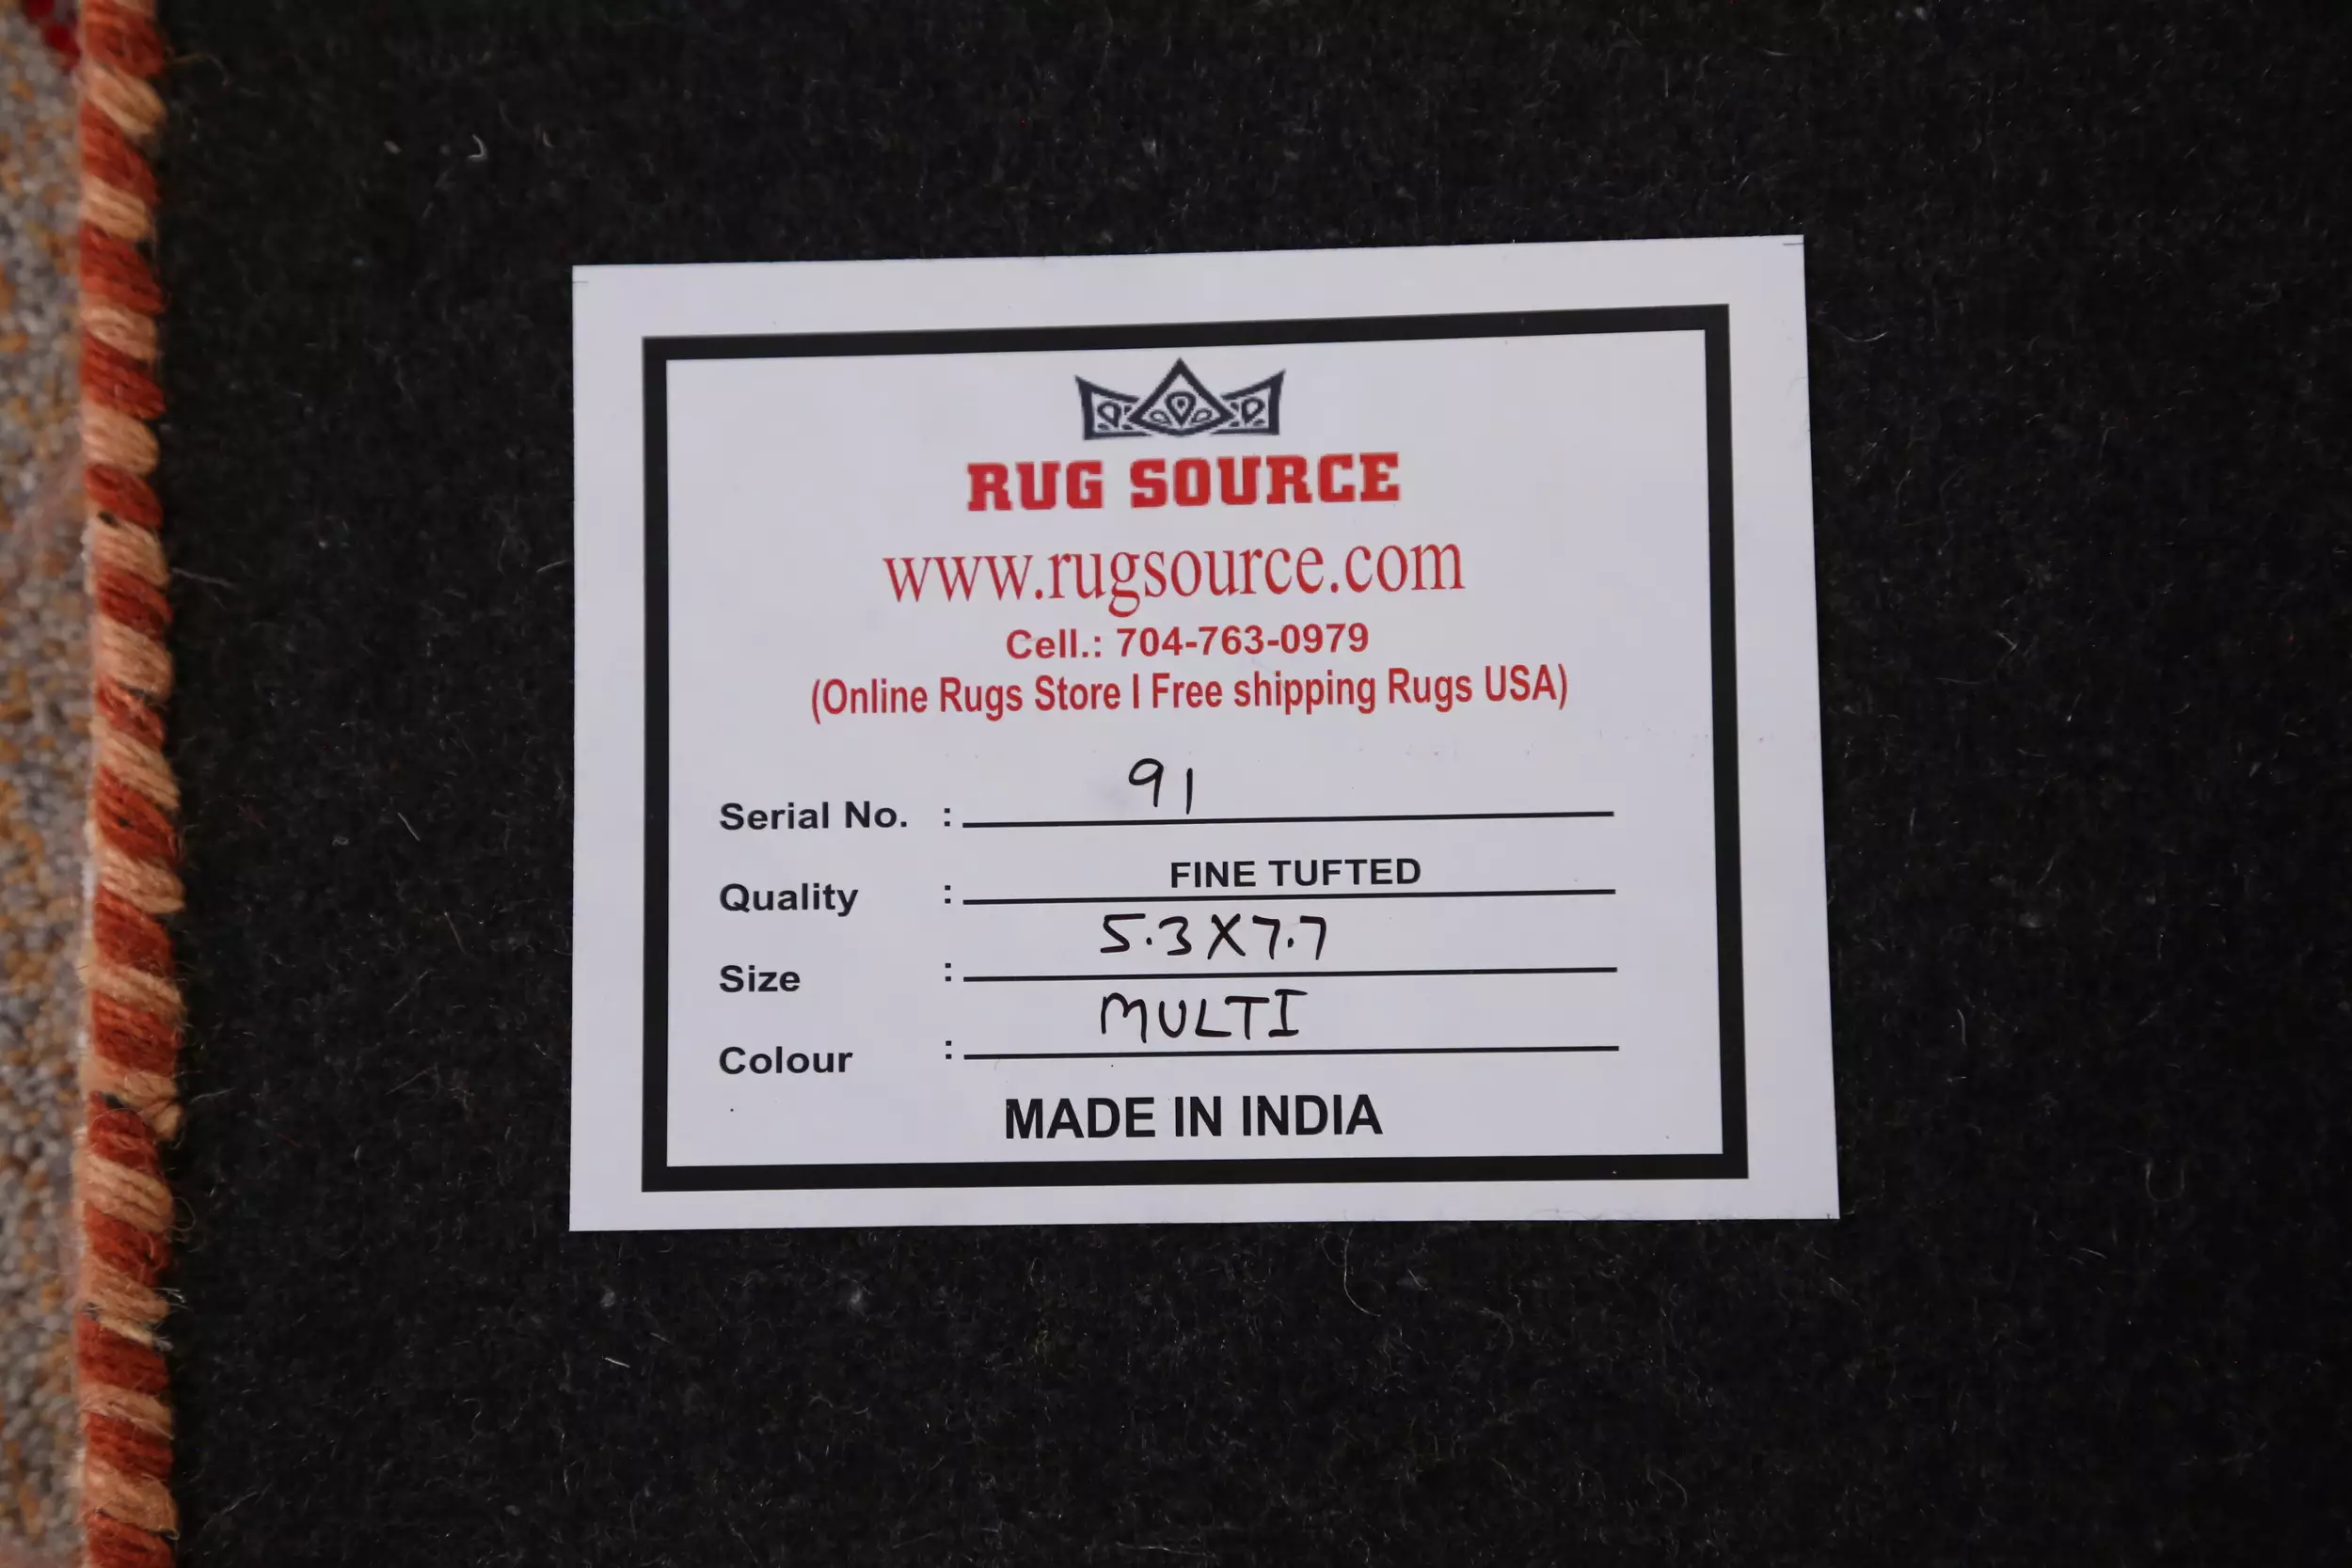 RUG SOURCE
www.rugsource.com
Cell.: 704-763-0979
(Online Rugs Store I Free shipping Rugs USA)
Serial No. : 91
Quality : FINE TUFTED
Size : 5.3X7.7
Colour : MULTI
MADE IN INDIA